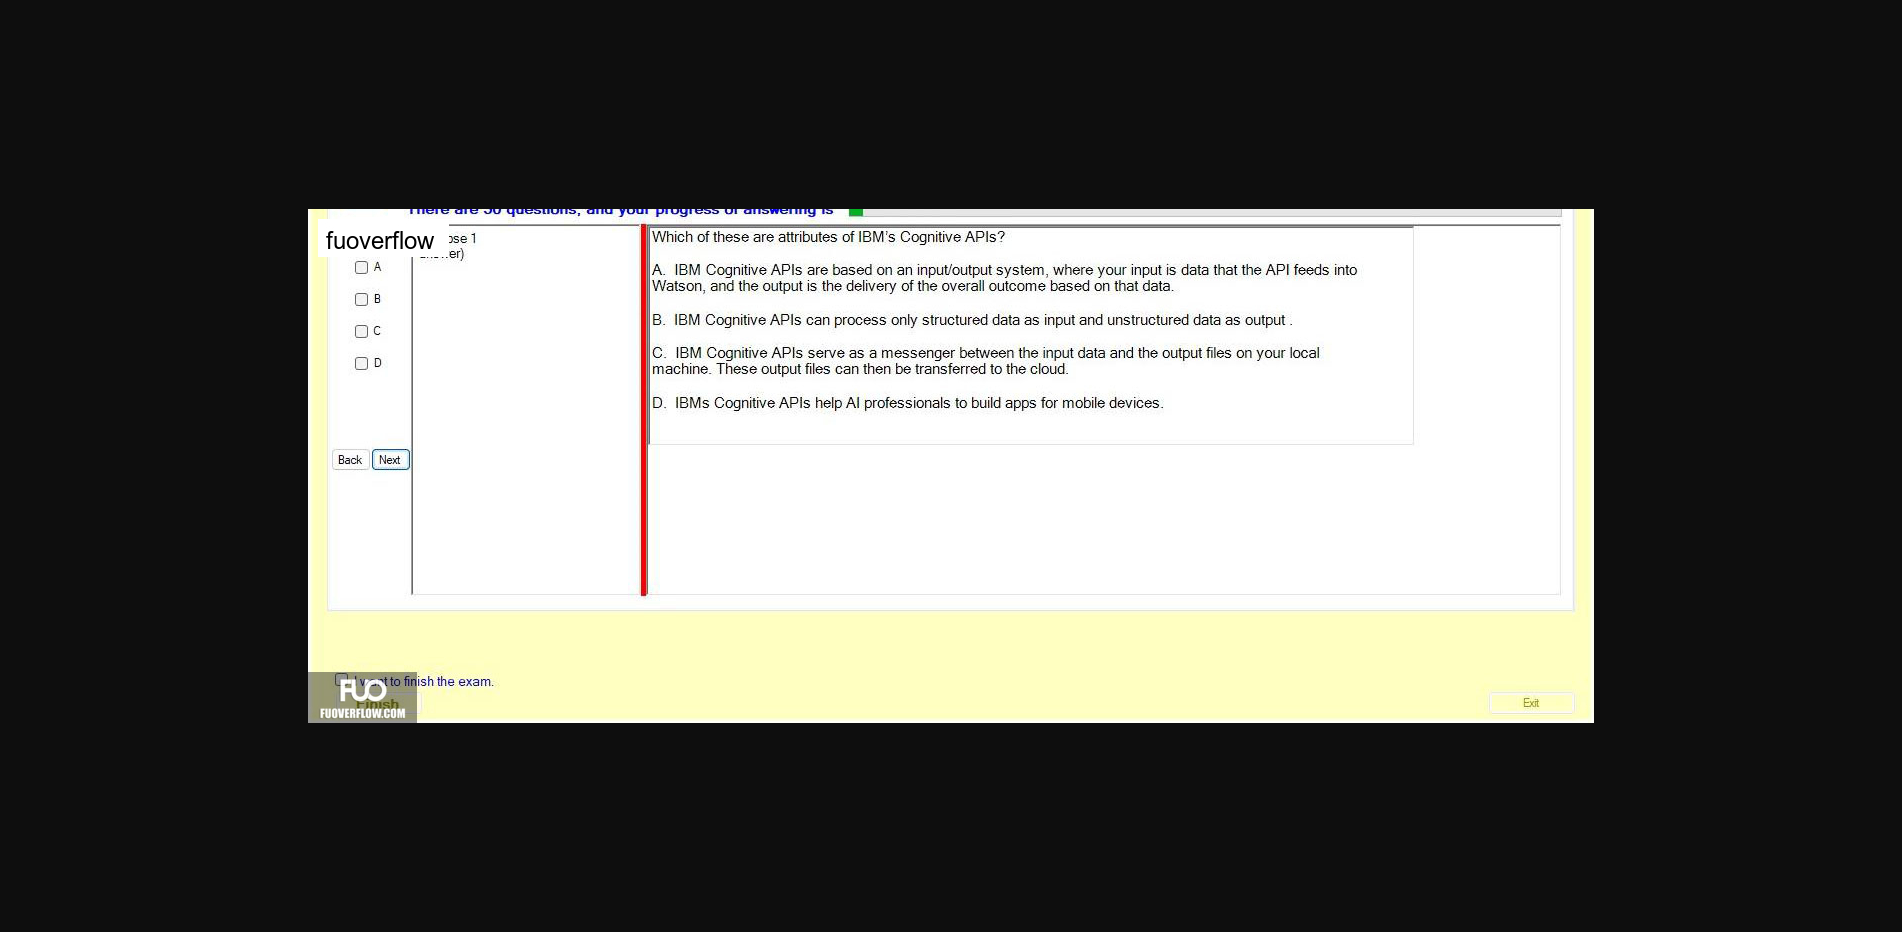 There are 50 questions, and your progress of answering is
fuoverflow
ose 1
er)
A
B
C
D
Back Next
Which of these are attributes of IBM's Cognitive APIs?
A. IBM Cognitive APIs are based on an input/output system, where your input is data that the API feeds into
Watson, and the output is the delivery of the overall outcome based on that data.
B. IBM Cognitive APIs can process only structured data as input and unstructured data as output .
C. IBM Cognitive APIs serve as a messenger between the input data and the output files on your local
machine. These output files can then be transferred to the cloud.
D. IBMs Cognitive APIs help AI professionals to build apps for mobile devices.
I want to finish the exam.
FUO
Finish
FUOVERFLOW.COM
Exit